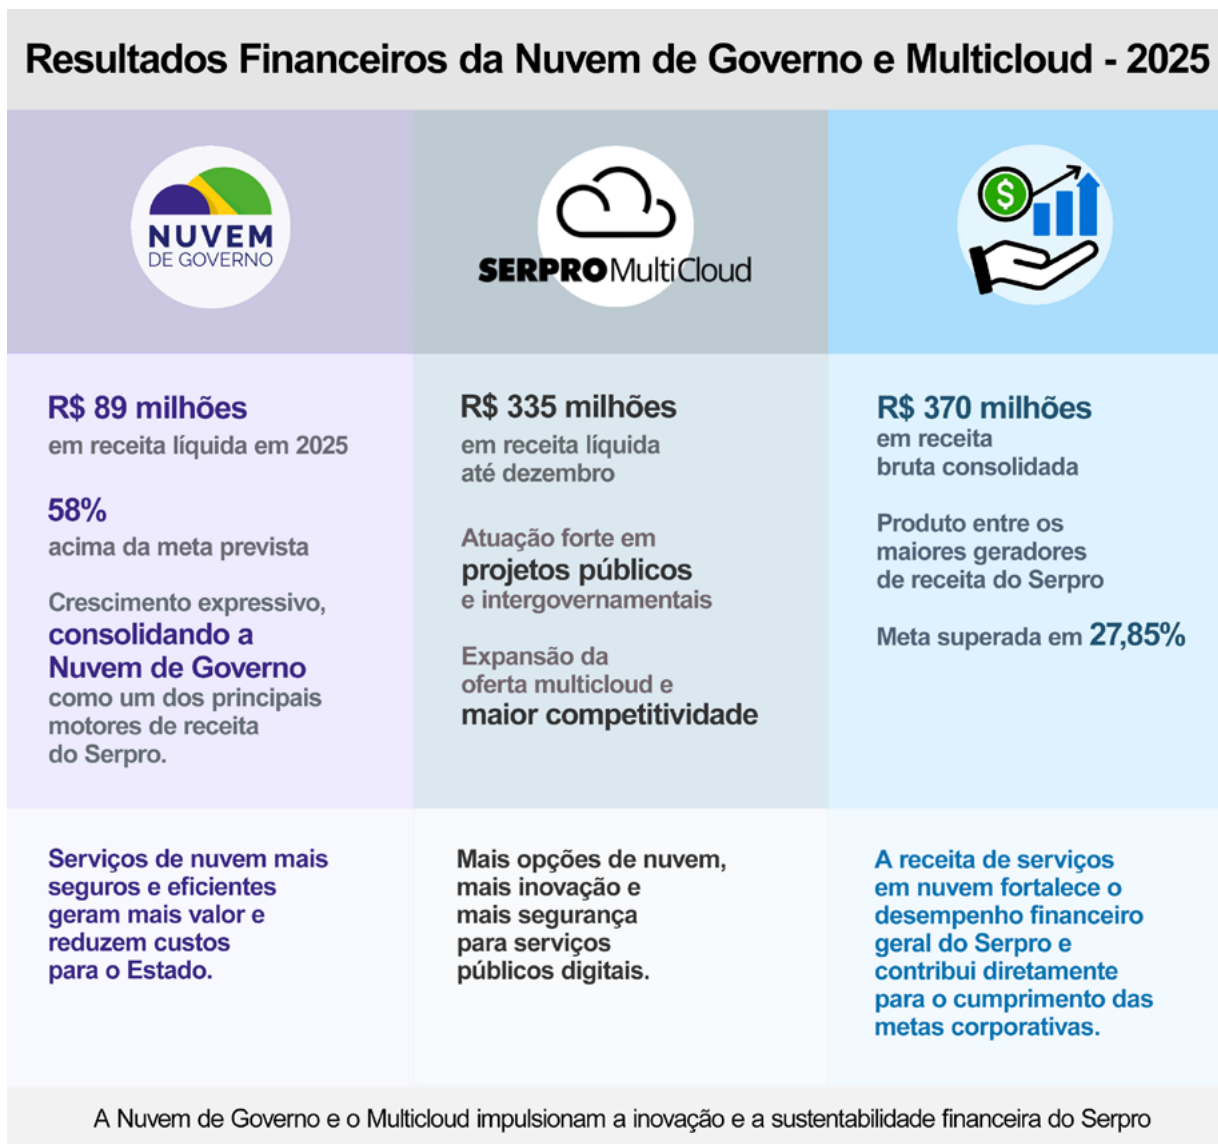 Resultados Financeiros da Nuvem de Governo e Multicloud - 2025
NUVEM
DE GOVERNO
R$ 89 milhões
em receita líquida em 2025
58%
acima da meta prevista
Crescimento expressivo,
consolidando a
Nuvem de Governo
como um dos principais
motores de receita
do Serpro.
Serviços de nuvem mais
seguros e eficientes
geram mais valor e
reduzem custos
para o Estado.
SERPRO MultiCloud
R$ 335 milhões
em receita líquida
até dezembro
Atuação forte em
projetos públicos
e intergovernamentais
Expansão da
oferta multicloud e
maior competitividade
Mais opções de nuvem,
mais inovação e
mais segurança
para serviços
públicos digitais.
$
R$ 370 milhões
em receita
bruta consolidada
Produto entre os
maiores geradores
de receita do Serpro
Meta superada em 27,85%
A receita de serviços
em nuvem fortalece o
desempenho financeiro
geral do Serpro e
contribui diretamente
para o cumprimento das
metas corporativas.
A Nuvem de Governo e o Multicloud impulsionam a inovação e a sustentabilidade financeira do Serpro